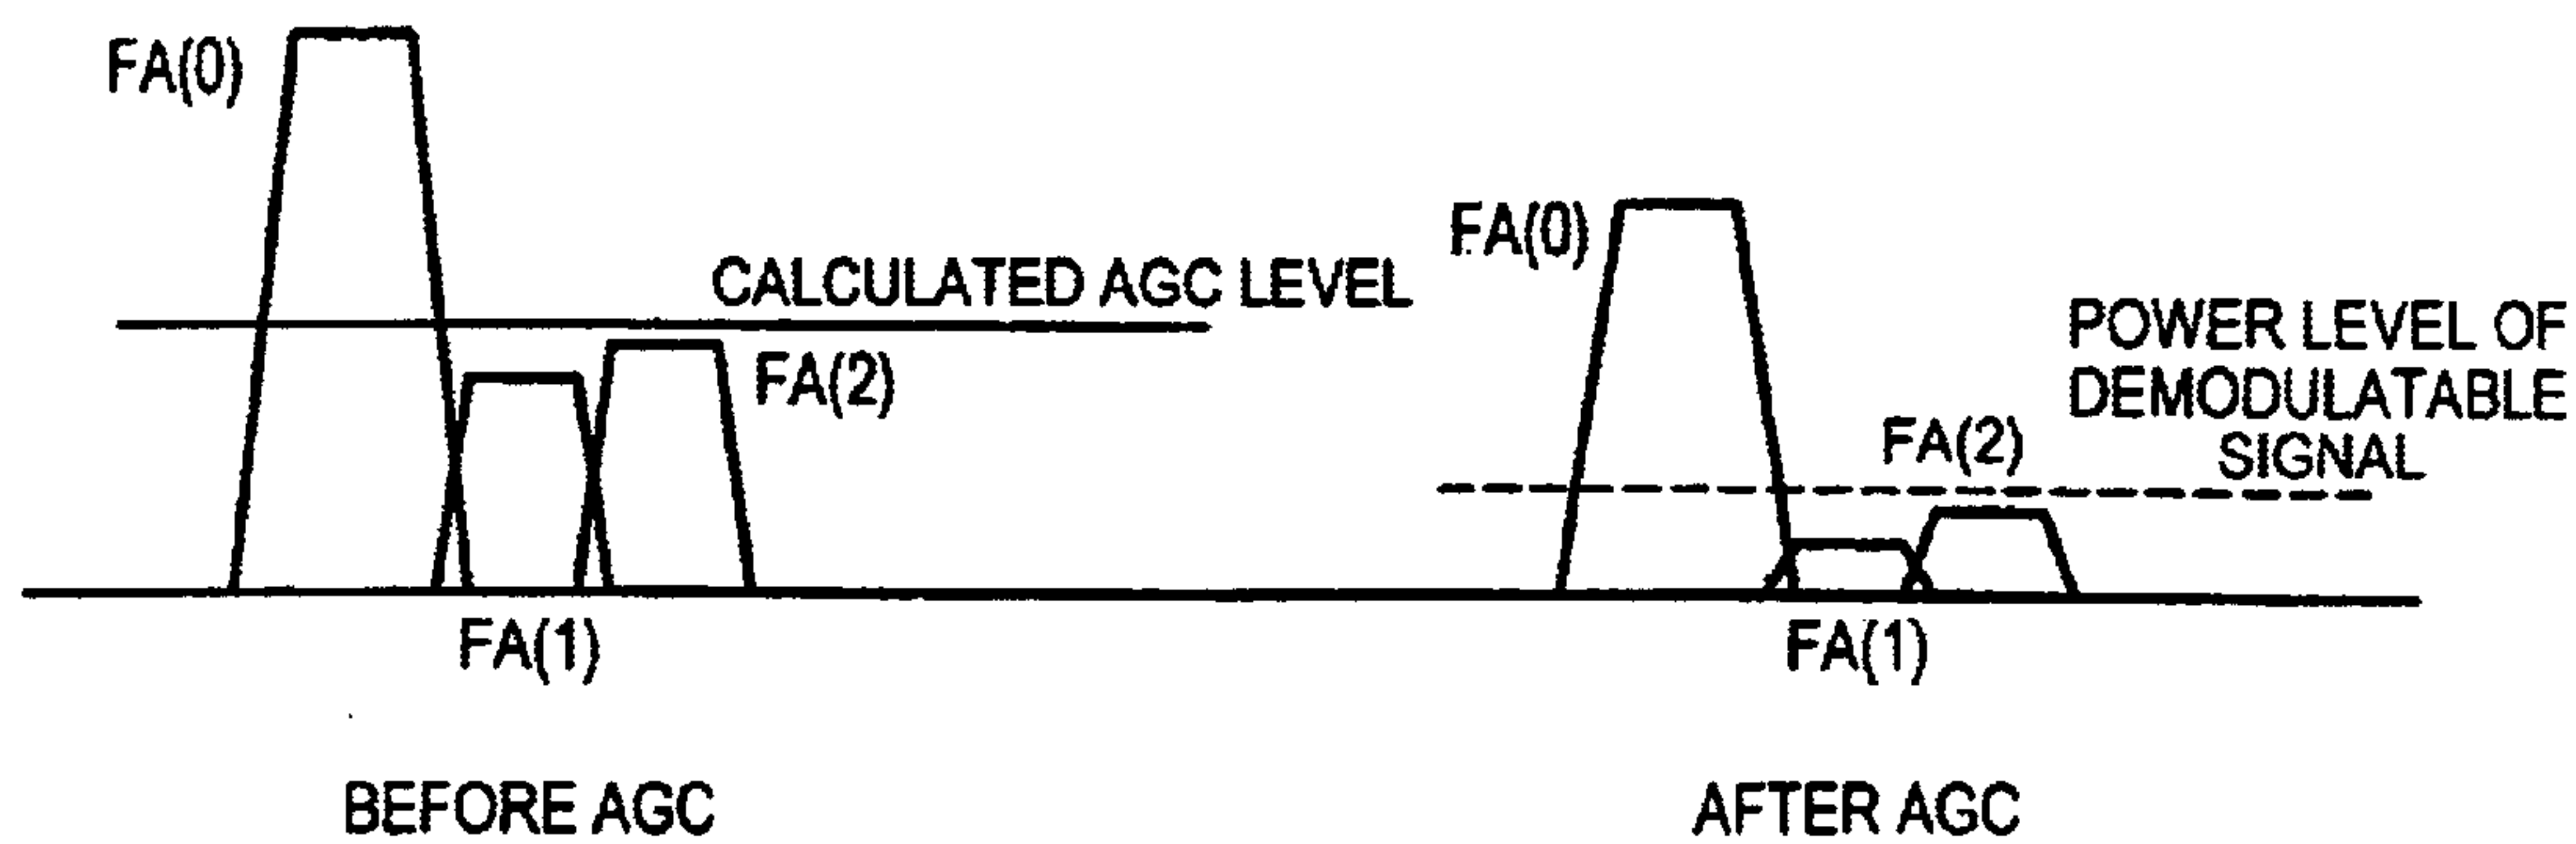 FA(0)
CALCULATED AGC LEVEL
FA(2)
FA(1)
BEFORE AGC
FA(0)
POWER LEVEL OF
DEMODULATABLE
SIGNAL
FA(2)
FA(1)
AFTER AGC